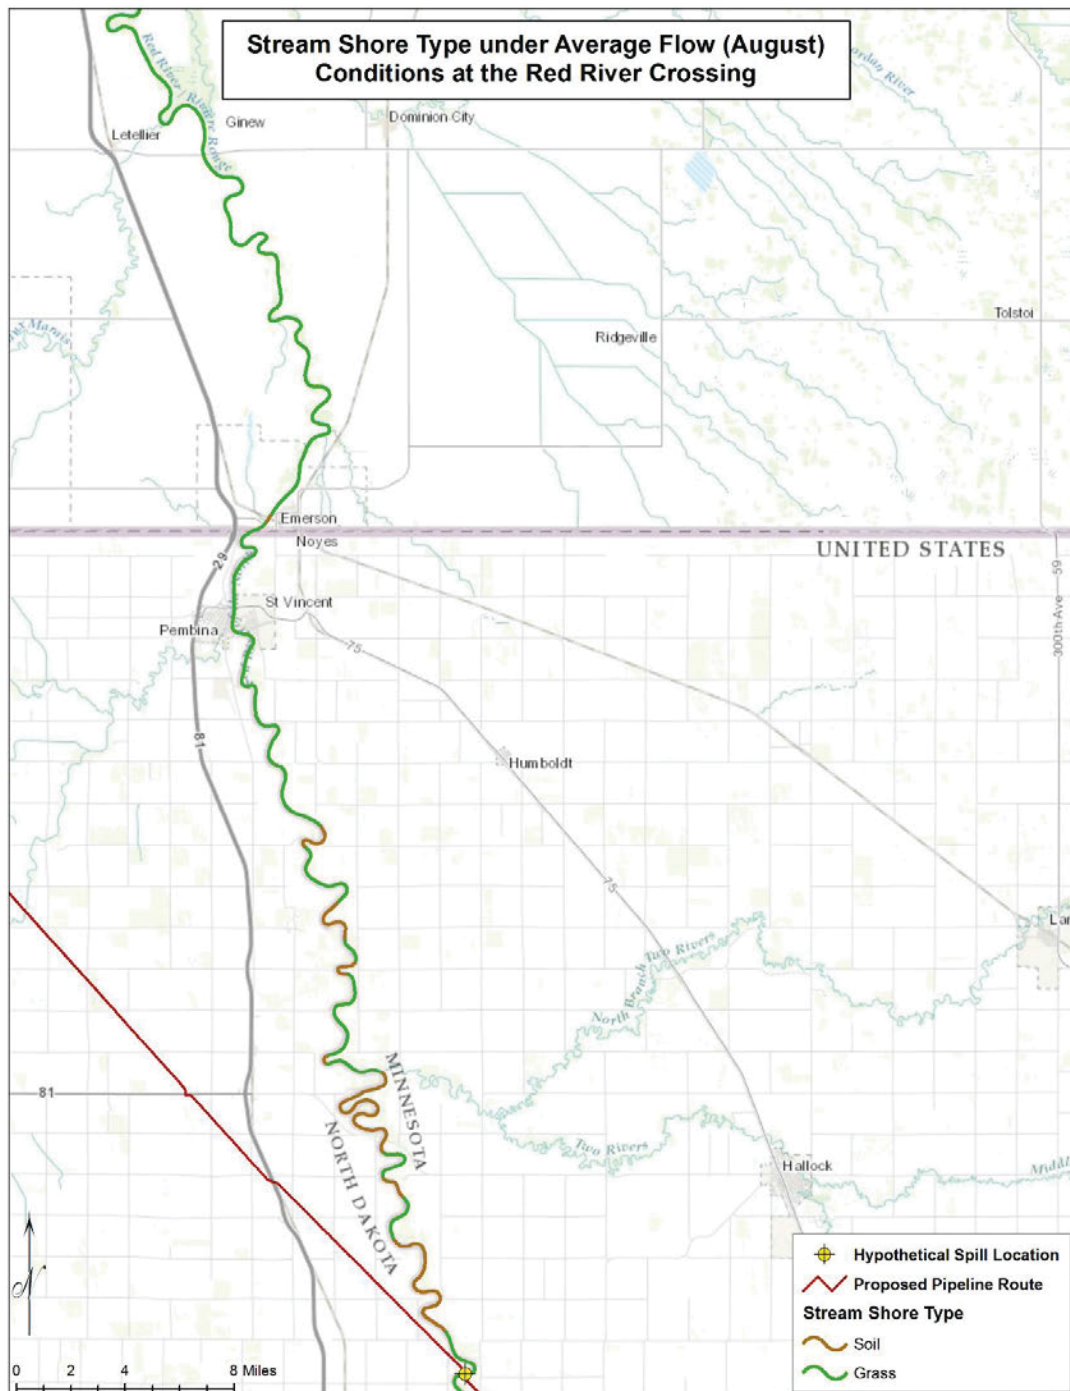 Stream Shore Type under Average Flow (August)
Conditions at the Red River Crossing
Red River / Rivière Rouge
Letellier
Ginew
Dominion City
Tolstoi
Ridgeville
Marais
Emerson
Noyes
UNITED STATES
29
St Vincent
Pembina
75
59
300th Ave
81
Humboldt
75
North Branch Two Rivers
MINNESOTA
81
NORTH DAKOTA
Two Rivers
Hallock
N
0 2 4 8 Miles
Hypothetical Spill Location
Proposed Pipeline Route
Stream Shore Type
Soil
Grass